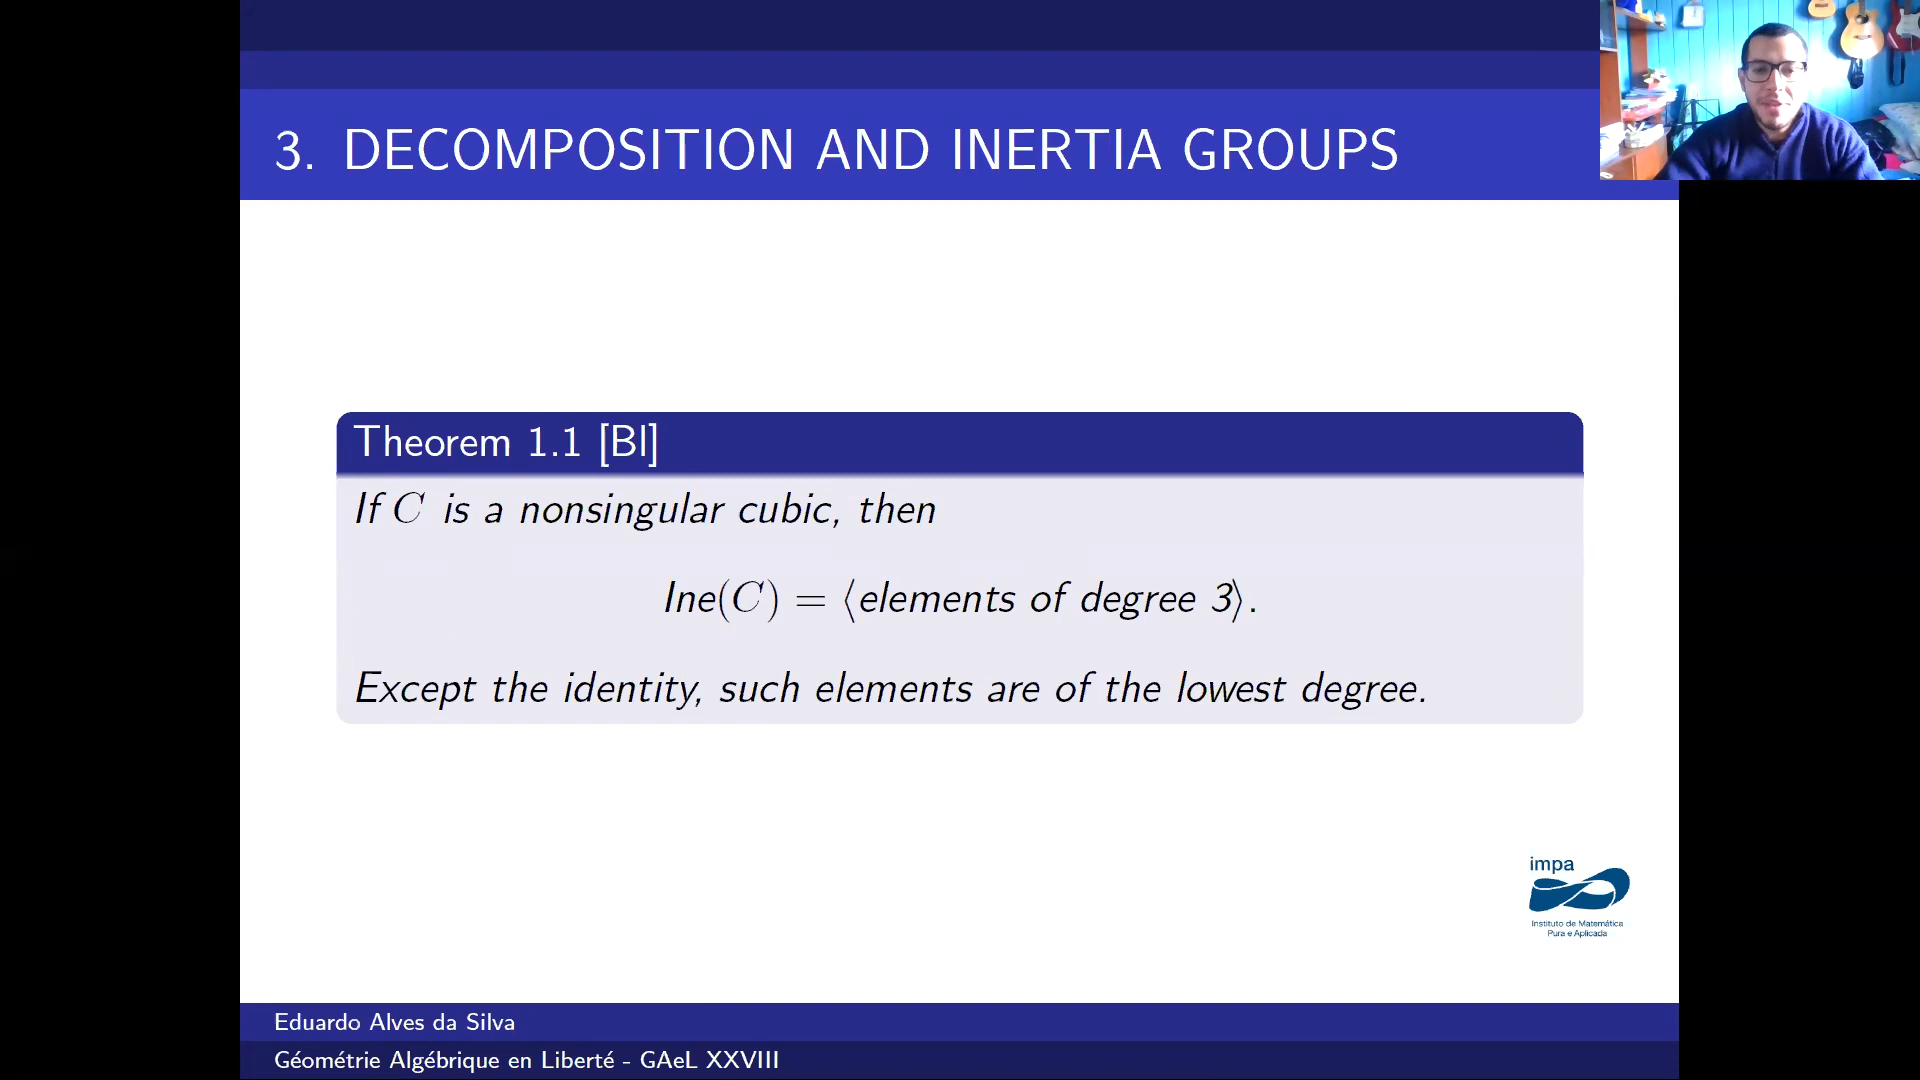 3. DECOMPOSITION AND INERTIA GROUPS
Theorem 1.1 [Bl]
If C is a nonsingular cubic, then
Ine(C) = ⟨elements of degree 3⟩.
Except the identity, such elements are of the lowest degree.
impa
Instituto de Matemática
Pura e Aplicada
Eduardo Alves da Silva
Géométrie Algébrique en Liberté - GAeL XXVIII